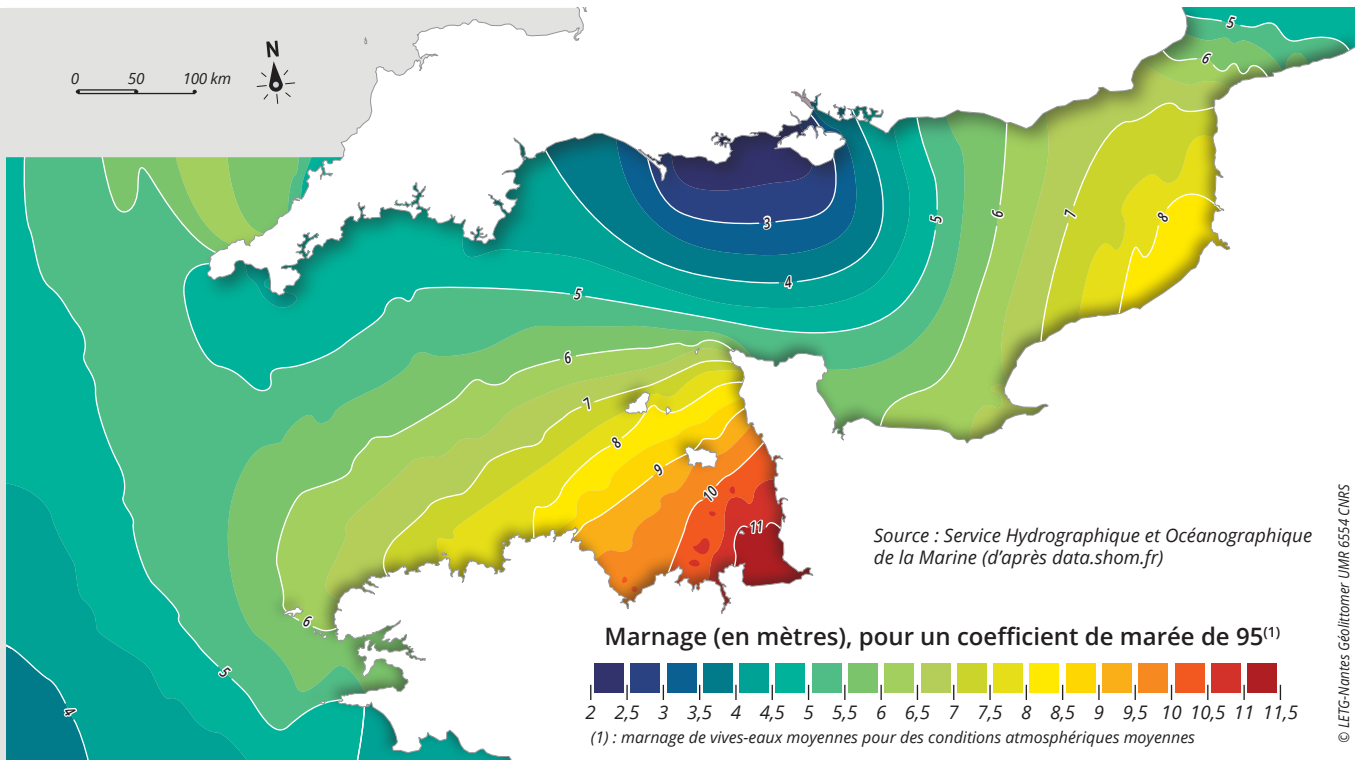 N
0 50 100 km
5
6
3
5
6
7
8
4
5
6
7
8
9
10
11
6
5
4
Source : Service Hydrographique et Océanographique
de la Marine (d'après data.shom.fr)
Marnage (en mètres), pour un coefficient de marée de 95(1)
2 2,5 3 3,5 4 4,5 5 5,5 6 6,5 7 7,5 8 8,5 9 9,5 10 10,5 11 11,5
(1) : marnage de vives-eaux moyennes pour des conditions atmosphériques moyennes
© LETG-Nantes Géolittomer UMR 6554 CNRS